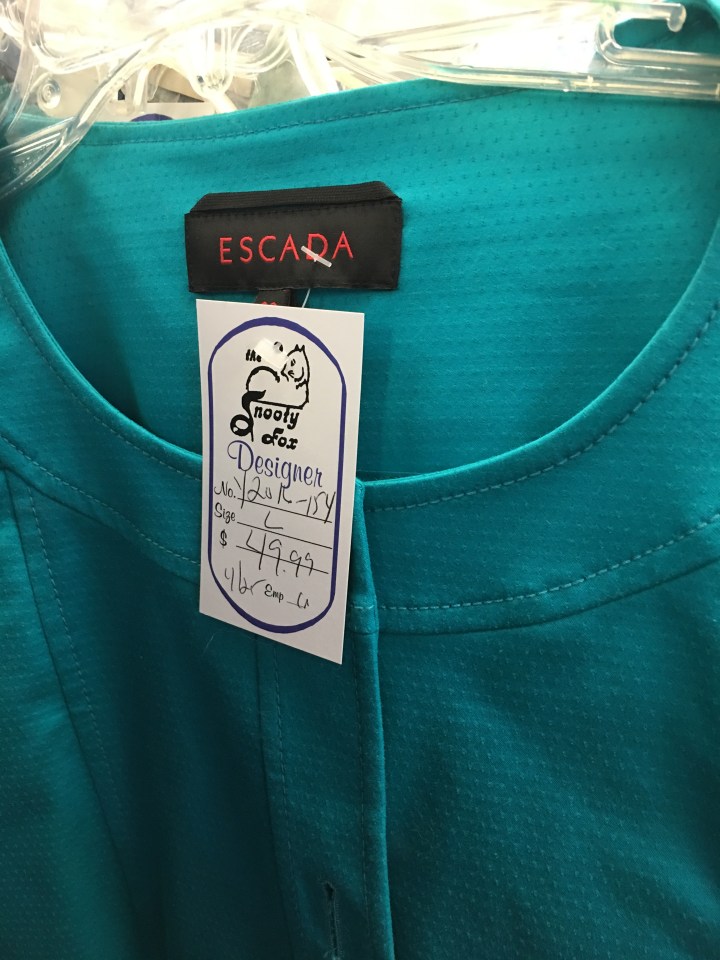 ESCADA
the
Snooty
Fox
Designer
No.
Size L
$ 49.99
Emp